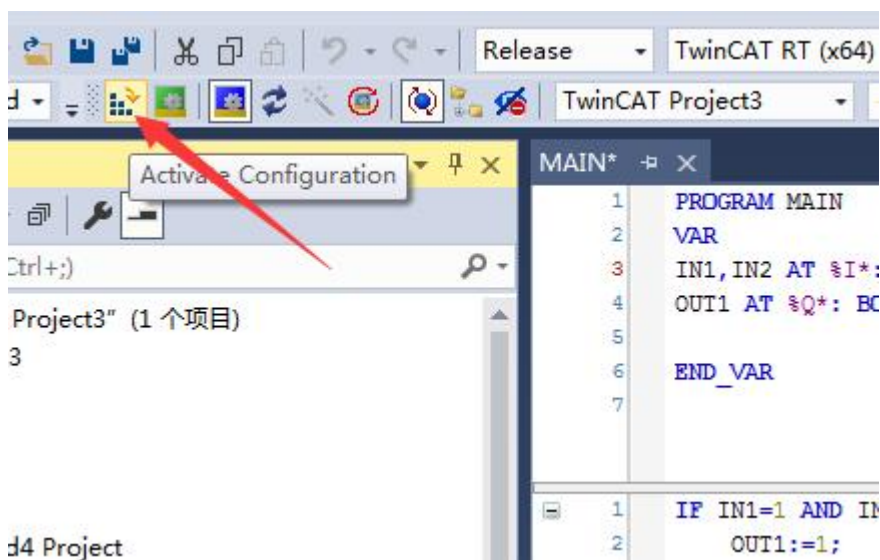 Release
TwinCAT RT (x64)
d
TwinCAT Project3
Activate Configuration
MAIN*
Ctrl+;)
Project3" (1 个项目)
3
d4 Project
1 PROGRAM MAIN
2 VAR
3 IN1,IN2 AT %I*:
4 OUT1 AT %Q*: BO
5
6 END_VAR
7
1 IF IN1=1 AND IN
2 OUT1:=1;